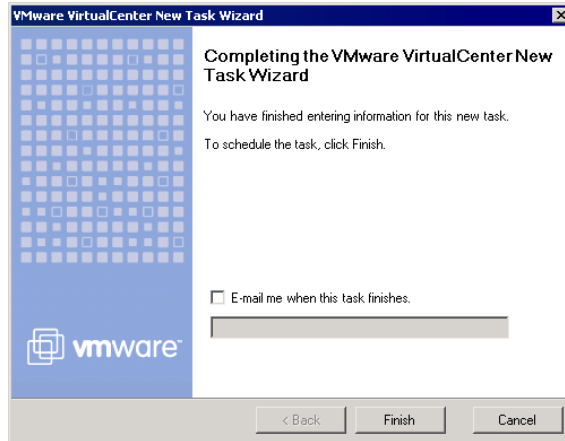 VMware VirtualCenter New Task Wizard
Completing the VMware VirtualCenter New
Task Wizard
You have finished entering information for this new task.
To schedule the task, click Finish.
E-mail me when this task finishes.
vmware™
< Back
Finish
Cancel